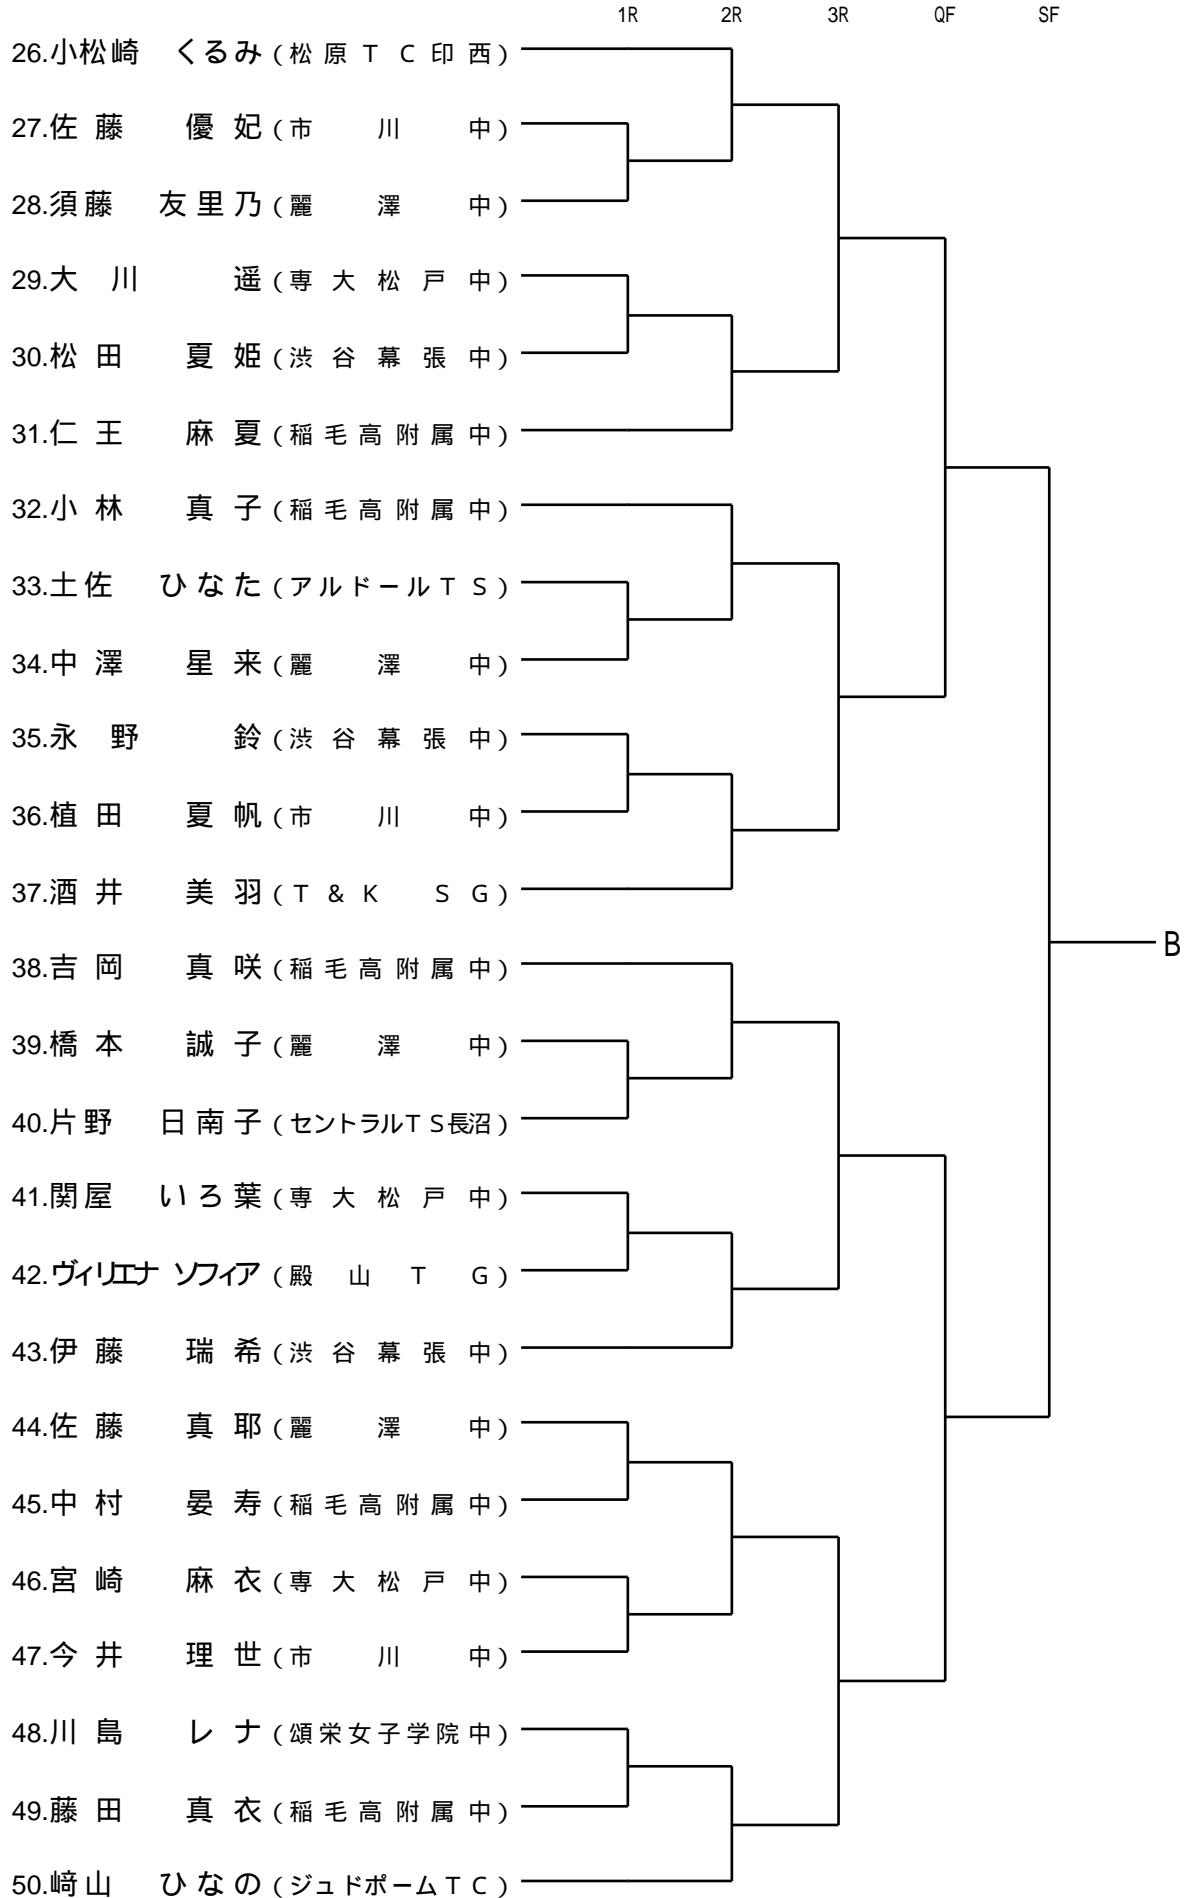 1R 2R 3R QF SF
26.小松崎 くるみ(松原TC印西)
27.佐藤 優妃(市川中)
28.須藤 友里乃(麗澤中)
29.大川 遥(専大松戸中)
30.松田 夏姫(渋谷幕張中)
31.仁王 麻夏(稲毛高附属中)
32.小林 真子(稲毛高附属中)
33.土佐 ひなた(アルドールTS)
34.中澤 星来(麗澤中)
35.永野 鈴(渋谷幕張中)
36.植田 夏帆(市川中)
37.酒井 美羽(T&K SG)
B
38.吉岡 真咲(稲毛高附属中)
39.橋本 誠子(麗澤中)
40.片野 日南子(セントラルTS長沼)
41.関屋 いろ葉(専大松戸中)
42.ヴィリエナ ソフィア(殿山TG)
43.伊藤 瑞希(渋谷幕張中)
44.佐藤 真耶(麗澤中)
45.中村 晏寿(稲毛高附属中)
46.宮崎 麻衣(専大松戸中)
47.今井 理世(市川中)
48.川島 レナ(頌栄女子学院中)
49.藤田 真衣(稲毛高附属中)
50.﨑山 ひなの(ジュドポームTC)